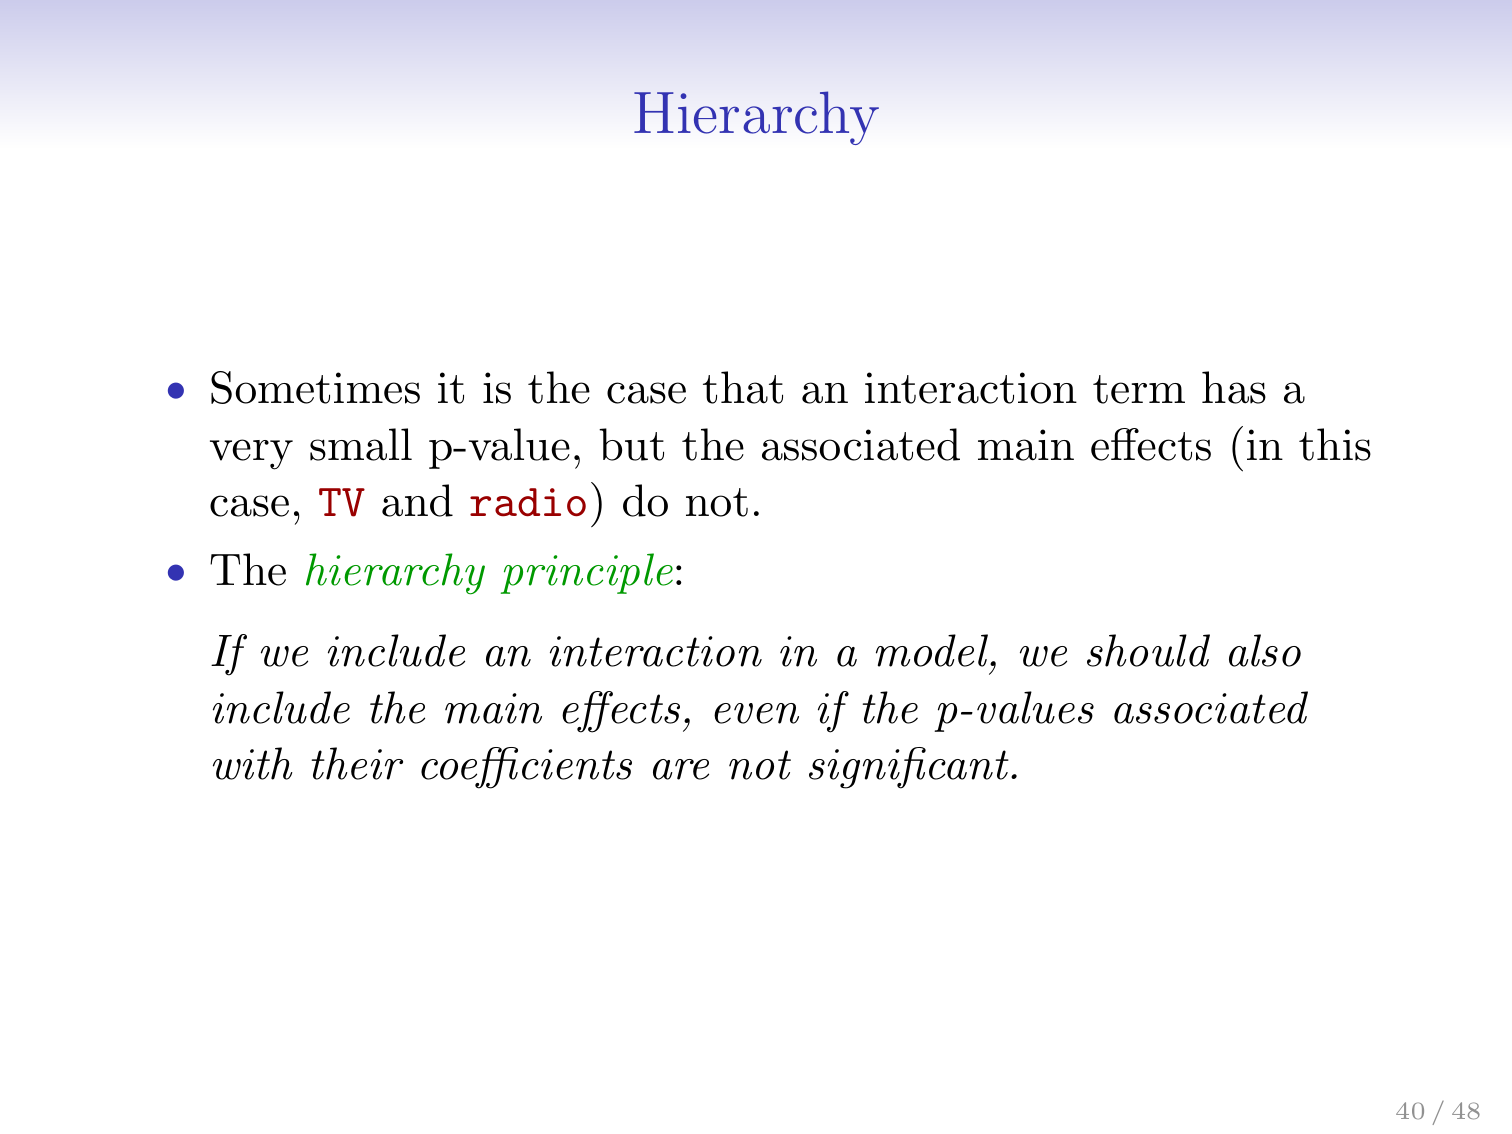 Hierarchy
• Sometimes it is the case that an interaction term has a
very small p-value, but the associated main effects (in this
case, TV and radio) do not.
• The hierarchy principle:
If we include an interaction in a model, we should also
include the main effects, even if the p-values associated
with their coefficients are not significant.
40 / 48